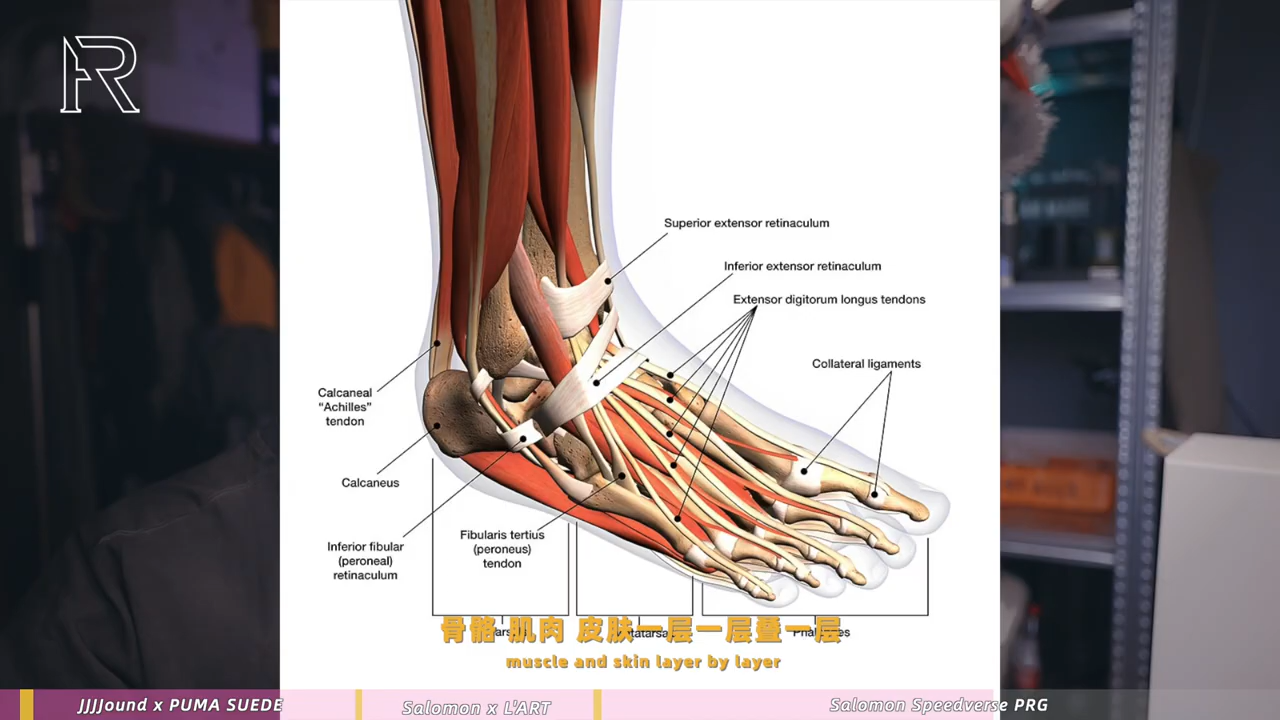 R
Superior extensor retinaculum
Inferior extensor retinaculum
Extensor digitorum longus tendons
Collateral ligaments
Calcaneal
“Achilles”
tendon
Calcaneus
Inferior fibular
(peroneal)
retinaculum
Fibularis tertius
(peroneus)
tendon
骨骼 肌肉 皮肤一层一层叠一层
muscle and skin layer by layer
JJJJound x PUMA SUEDE
Salomon x L'ART
Salomon Speedverse PRG